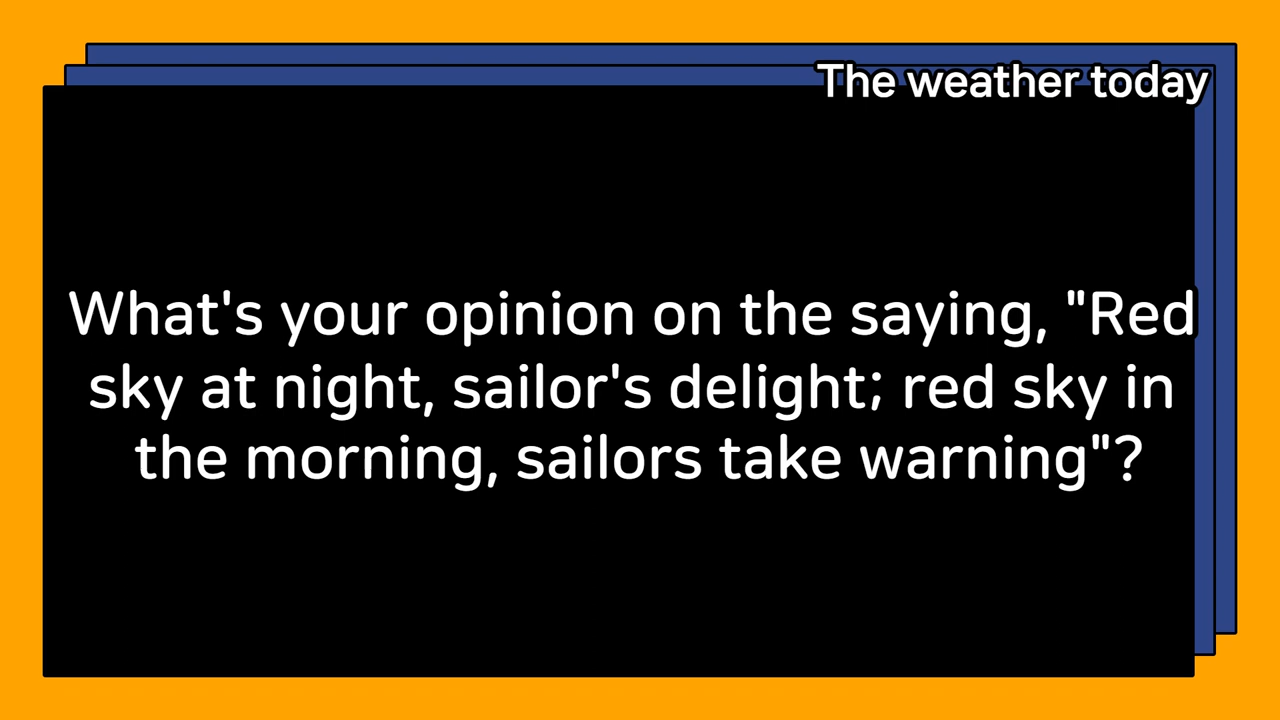 The weather today
What's your opinion on the saying, "Red
sky at night, sailor's delight; red sky in
the morning, sailors take warning"?